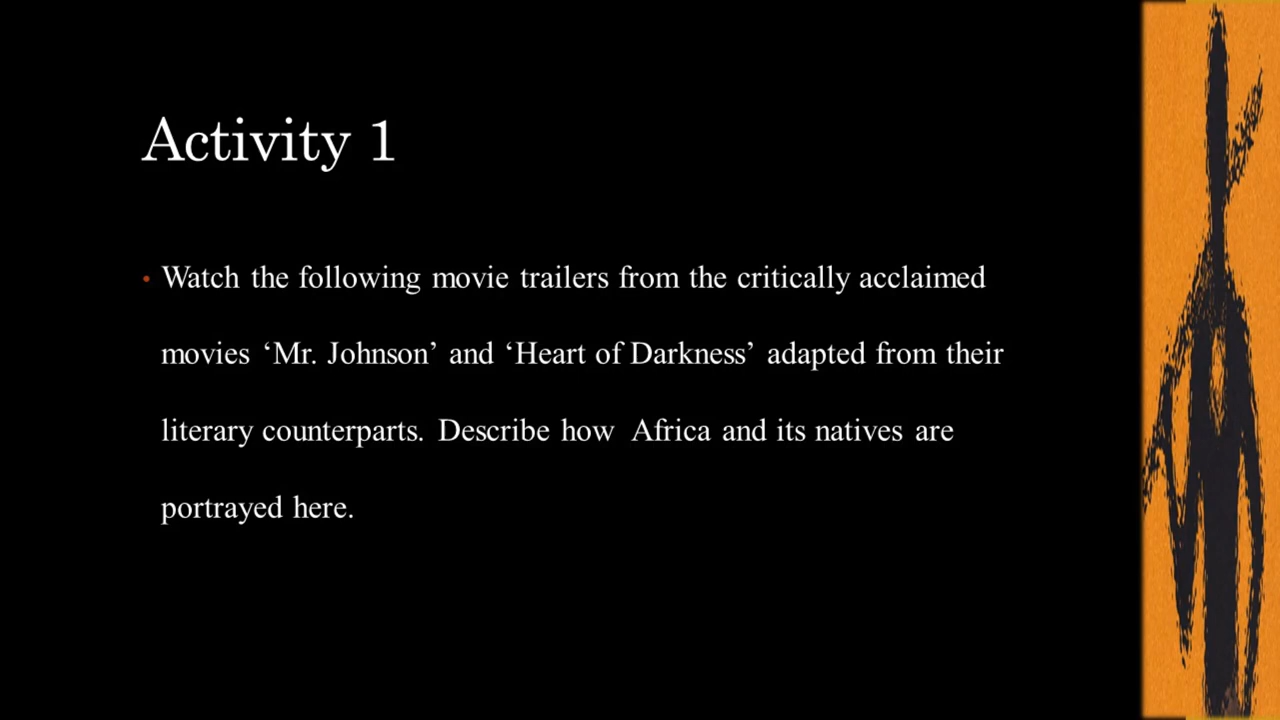 Activity 1
• Watch the following movie trailers from the critically acclaimed
movies ‘Mr. Johnson’ and ‘Heart of Darkness’ adapted from their
literary counterparts. Describe how Africa and its natives are
portrayed here.